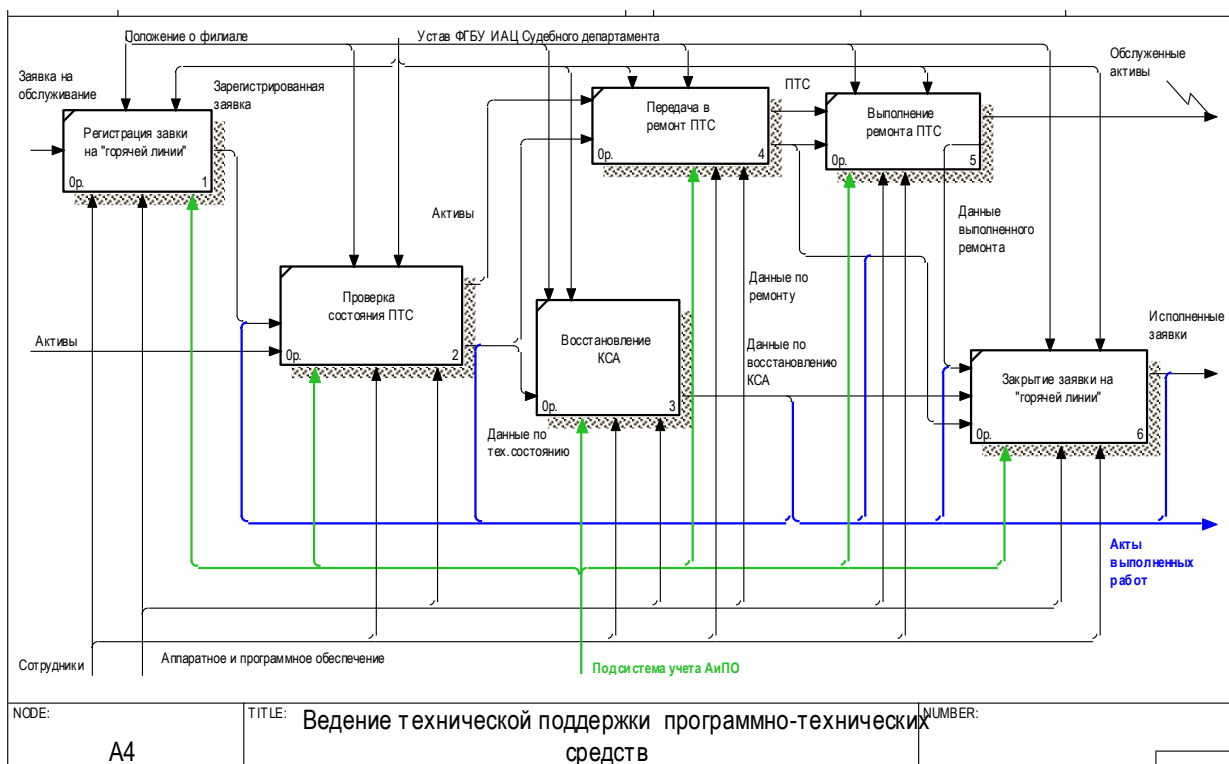 Положение о филиале
Устав ФГБУ ИАЦ Судебного департамента
Обслуженные
активы
Заявка на
обслуживание
Зарегистрированная
заявка
ПТС
Регистрация завки
на "горячей линии"
0р.
1
Передача в
ремонт ПТС
0р.
4
Выполнение
ремонта ПТС
0р.
5
Активы
Данные
выполненного
ремонта
Проверка
состояния ПТС
0р.
2
Данные по
ремонту
Активы
Восстановление
КСА
0р.
3
Данные по
восстановлению
КСА
Исполненные
заявки
Закрытие заявки на
"горячей линии"
0р.
6
Данные по
тех.состоянию
Акты
выполненных
работ
Сотрудники
Аппаратное и программное обеспечение
Подсистема учета АиПО
NODE:
TITLE:
Ведение технической поддержки программно-технических
средств
NUMBER:
A4